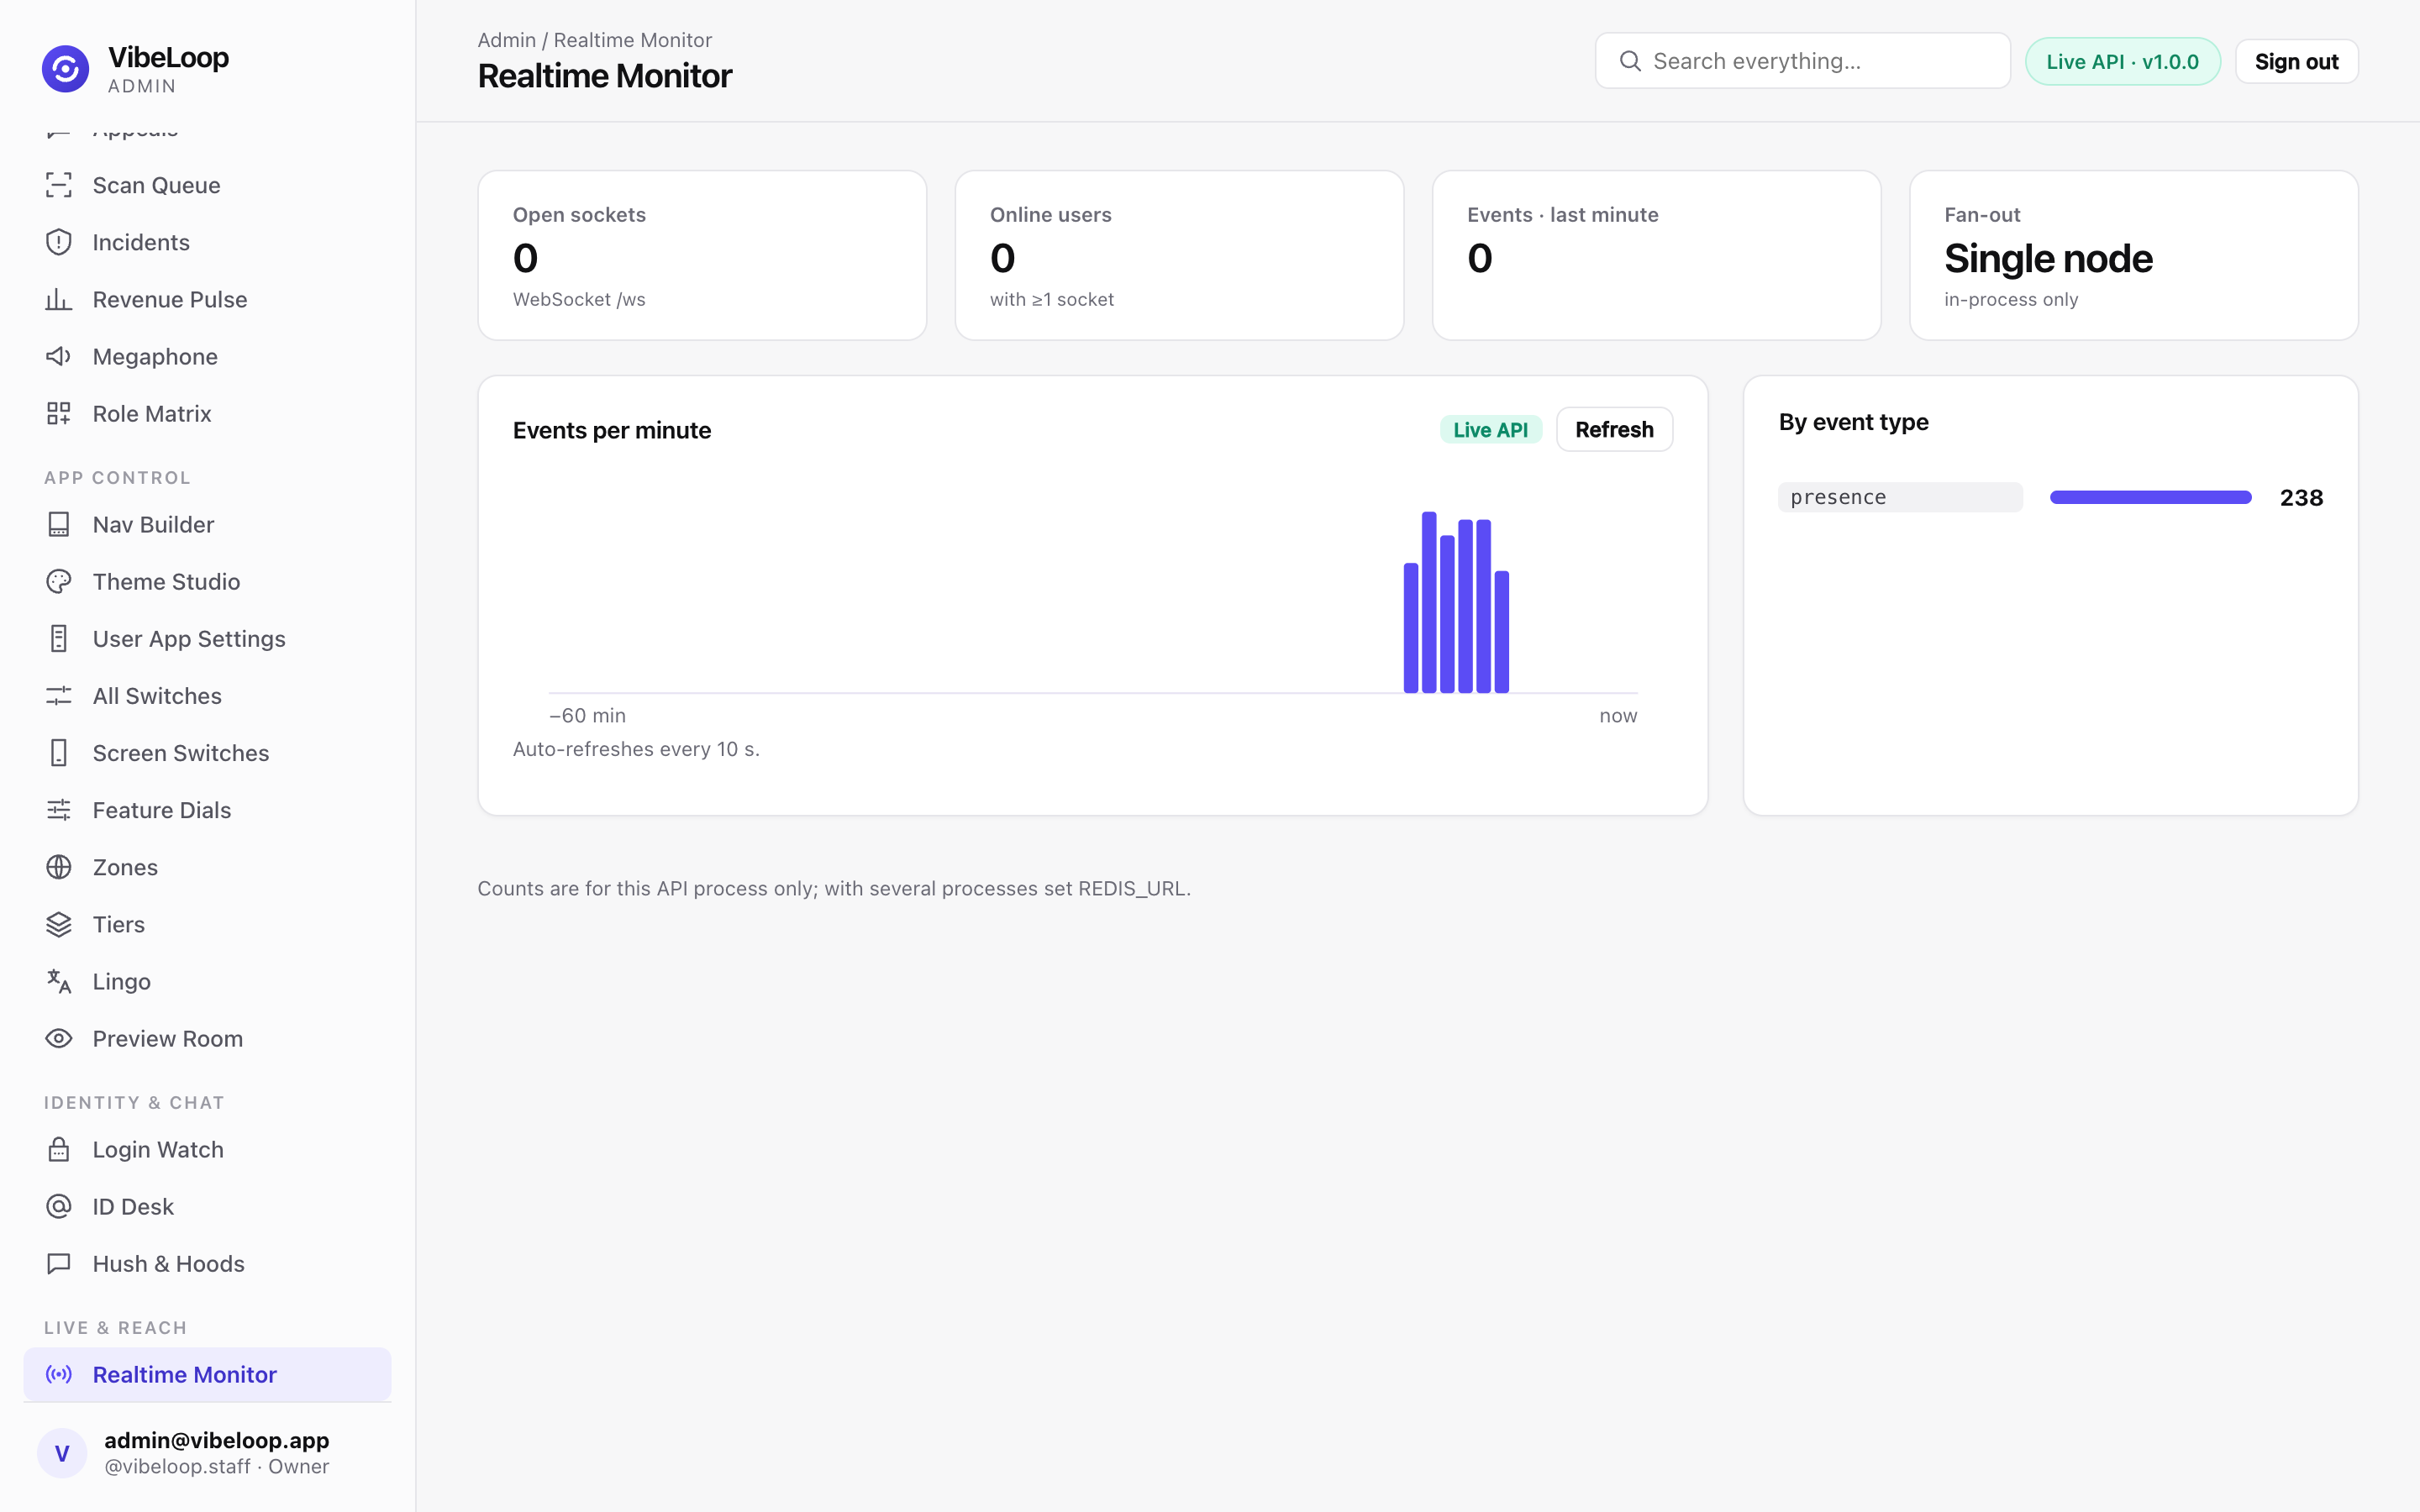 VibeLoop
ADMIN
Appeals
Scan Queue
Incidents
Revenue Pulse
Megaphone
Role Matrix
APP CONTROL
Nav Builder
Theme Studio
User App Settings
All Switches
Screen Switches
Feature Dials
Zones
Tiers
Lingo
Preview Room
IDENTITY & CHAT
Login Watch
ID Desk
Hush & Hoods
LIVE & REACH
Realtime Monitor
V
admin@vibeloop.app
@vibeloop.staff · Owner
Admin / Realtime Monitor
Realtime Monitor
Search everything...
Live API · v1.0.0
Sign out
Open sockets
0
WebSocket /ws
Online users
0
with ≥1 socket
Events · last minute
0
Fan-out
Single node
in-process only
Events per minute
Live API
Refresh
−60 min
now
Auto-refreshes every 10 s.
By event type
presence
238
Counts are for this API process only; with several processes set REDIS_URL.